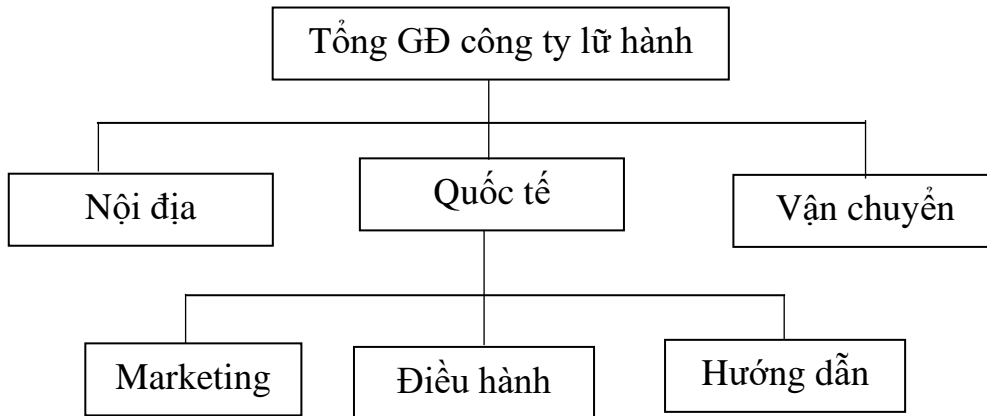 Tổng GĐ công ty lữ hành
Nội địa
Quốc tế
Vận chuyển
Marketing
Điều hành
Hướng dẫn